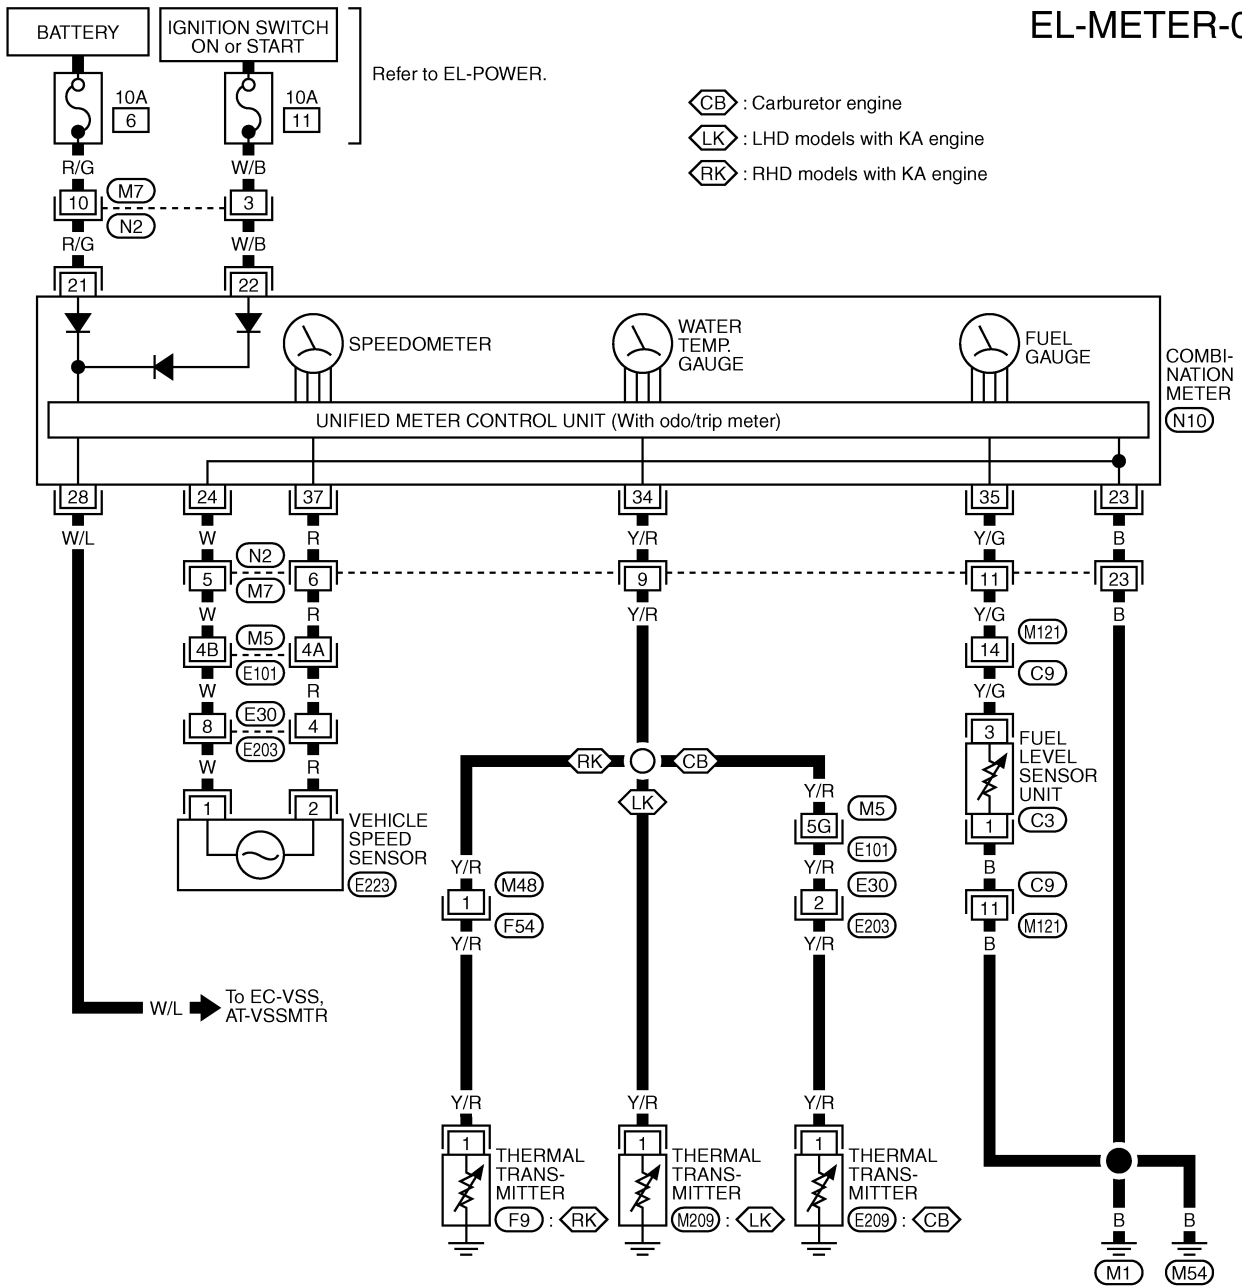 EL-METER-0
BATTERY
IGNITION SWITCH
ON or START
Refer to EL-POWER.
10A
6
10A
11
CB : Carburetor engine
LK : LHD models with KA engine
RK : RHD models with KA engine
R/G
W/B
10
M7
3
N2
R/G
W/B
21
22
SPEEDOMETER
WATER
TEMP.
GAUGE
FUEL
GAUGE
COMBI-
NATION
METER
N10
UNIFIED METER CONTROL UNIT (With odo/trip meter)
28
24
37
34
35
23
W/L
W
R
Y/R
Y/G
B
N2
5
6
9
11
23
M7
W
R
Y/R
Y/G
B
M5
4B
4A
E101
14
M121
C9
W
R
Y/G
E30
8
4
E203
3
FUEL
LEVEL
SENSOR
UNIT
C3
1
W
R
RK
CB
LK
1
2
VEHICLE
SPEED
SENSOR
E223
Y/R
5G
M5
E101
Y/R
Y/R
B
1
M48
F54
2
E30
E203
11
C9
M121
Y/R
Y/R
B
W/L
To EC-VSS,
AT-VSSMTR
Y/R
Y/R
Y/R
1
1
1
THERMAL
TRANS-
MITTER
F9 : RK
THERMAL
TRANS-
MITTER
M209 : LK
THERMAL
TRANS-
MITTER
E209 : CB
B
B
M1
M54